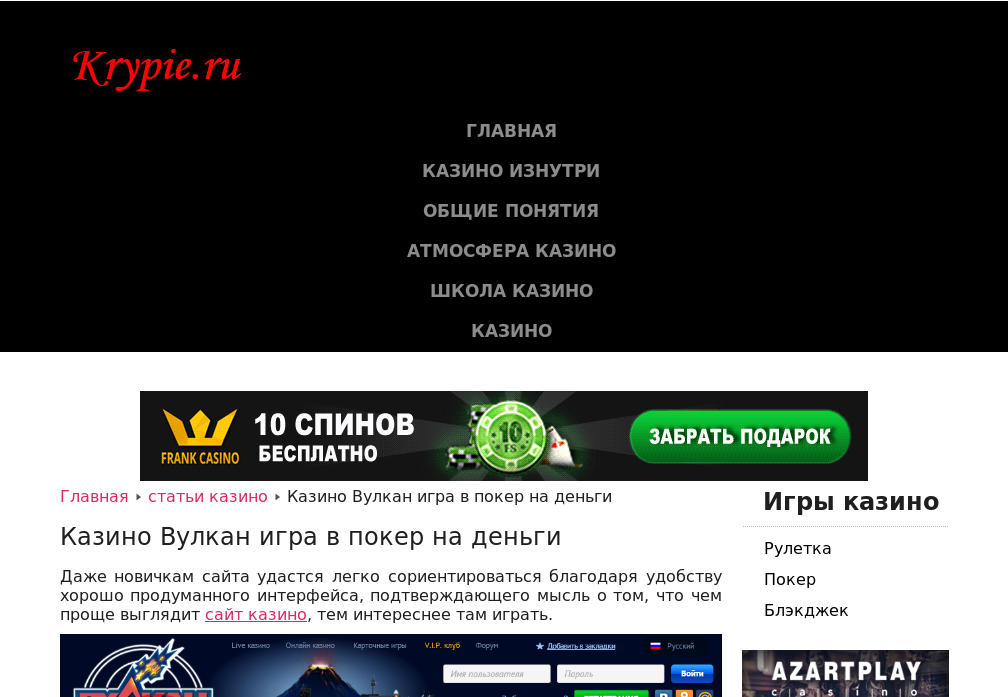 Krypie.ru
ГЛАВНАЯ
КАЗИНО ИЗНУТРИ
ОБЩИЕ ПОНЯТИЯ
АТМОСФЕРА КАЗИНО
ШКОЛА КАЗИНО
КАЗИНО
FRANK CASINO
10 СПИНОВ
БЕСПЛАТНО
10
FS
ЗАБРАТЬ ПОДАРОК
Главная статьи казино Казино Вулкан игра в покер на деньги
Казино Вулкан игра в покер на деньги
Даже новичкам сайта удастся легко сориентироваться благодаря удобству
хорошо продуманного интерфейса, подтверждающего мысль о том, что чем
проще выглядит сайт казино, тем интереснее там играть.
Live казино Онлайн казино Карточные игры V.I.P. клуб Форум Добавить в закладки Русский
Имя пользователя Пароль Войти
Игры казино
Рулетка
Покер
Блэкджек
AZARTPLAY
casino